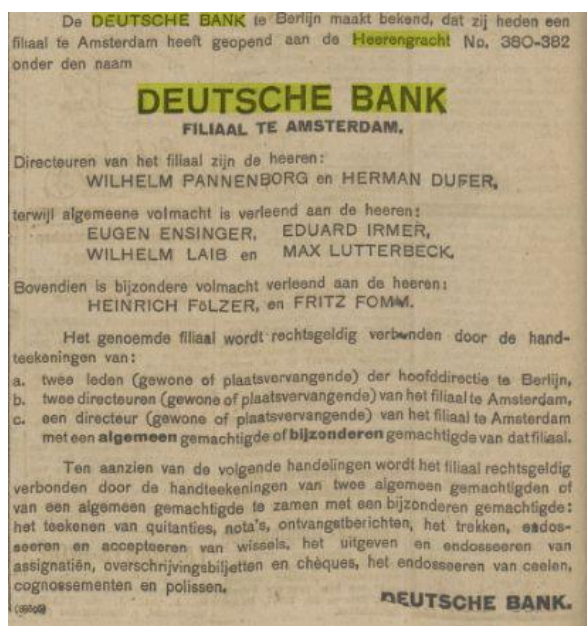 De DEUTSCHE BANK te Berlijn maakt bekend, dat zij heden een
filiaal te Amsterdam heeft geopend aan de Heerengracht No. 380-382
onder den naam
DEUTSCHE BANK
FILIAAL TE AMSTERDAM.
Directeuren van het filiaal zijn de heeren:
WILHELM PANNENBORG en HERMAN DUFER,
terwijl algemeene volmacht is verleend aan de heeren:
EUGEN ENSINGER, EDUARD IRMER,
WILHELM LAIB en MAX LUTTERBECK,
Bovendien is bijzondere volmacht verleend aan de heeren:
HEINRICH FöLZER, en FRITZ FOMM.
Het genoemde filiaal wordt rechtsgeldig verbonden door de hand-
teekeningen van:
a. twee leden (gewone of plaatsvervangende) der hoofddirectie te Berlijn,
b. twee directeuren (gewone of plaatsvervangende) van het filiaal te Amsterdam,
c. een directeur (gewone of plaatsvervangende) van het filiaal te Amsterdam
met een algemeen gemachtigde of bijzonderen gemachtigde van dat filiaal.
Ten aanzien van de volgende handelingen wordt het filiaal rechtsgeldig
verbonden door de handteekeningen van twee algemeen gemachtigden of
van een algemeen gemachtigde te zamen met een bijzonderen gemachtigde:
het teekenen van quitanties, nota's, ontvangstberichten, het trekken, endos-
seeren en accepteeren van wissels, het uitgeven en endosseeren van
assignatiën, overschrijvingsbiljetten en chèques, het endosseeren van ceelen,
cognossementen en polissen.
DEUTSCHE BANK.